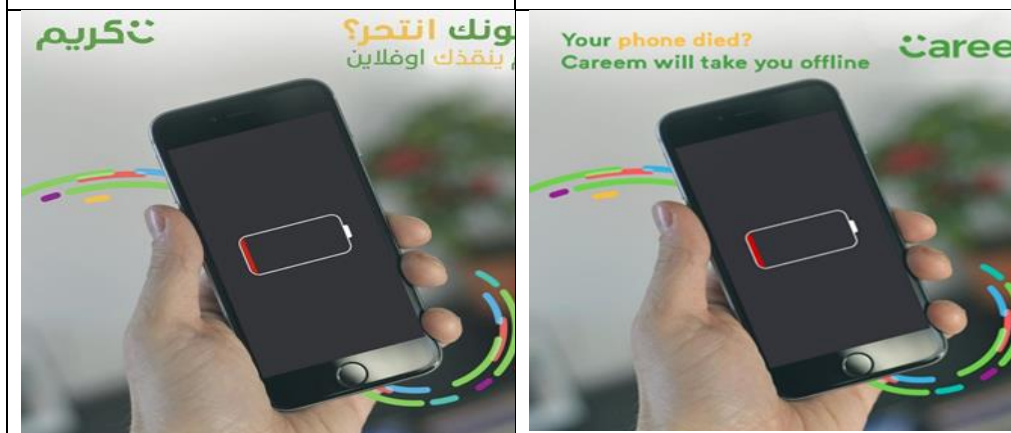 كريم
ونك انتحر؟
ينقذك اوفلاين
Your phone died?
Careem will take you offline
Caree